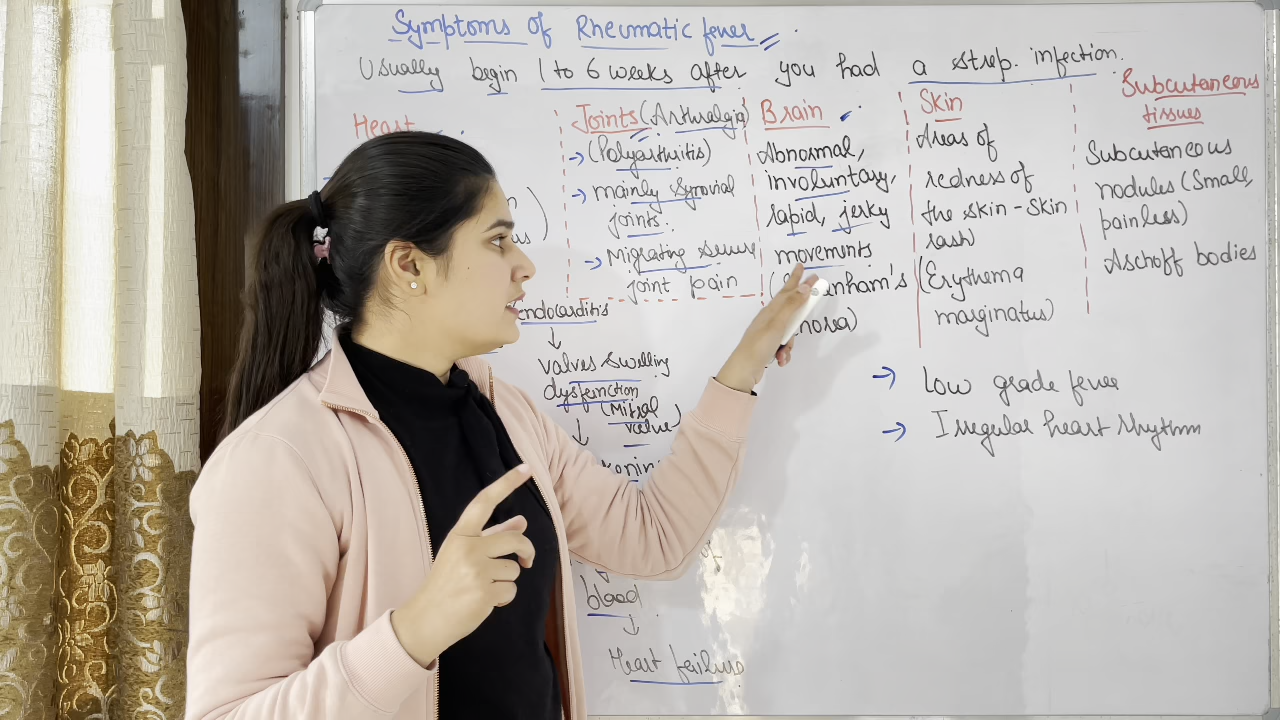 Symptoms of Rheumatic fever
Usually begin 1 to 6 weeks after you had a strep. infection.
Heart
endocarditis
↓
valves swelling
dysfunction
(Mitral
valve)
↓
of
blood
↓
Heart failure
Joints (Arthralgia)
→ (Polyarthritis)
→ mainly synovial
joints.
→ Migrating severe
joint pain
Brain
Abnormal,
involuntary,
rapid, jerky
movements
nham's
Skin
Areas of
redness of
the skin - skin
rash
(Erythema
marginatus)
Subcutaneous
tissues
Subcutaneous
nodules (small,
painless)
Aschoff bodies
→ Low grade fever
→ Irregular heart rhythm